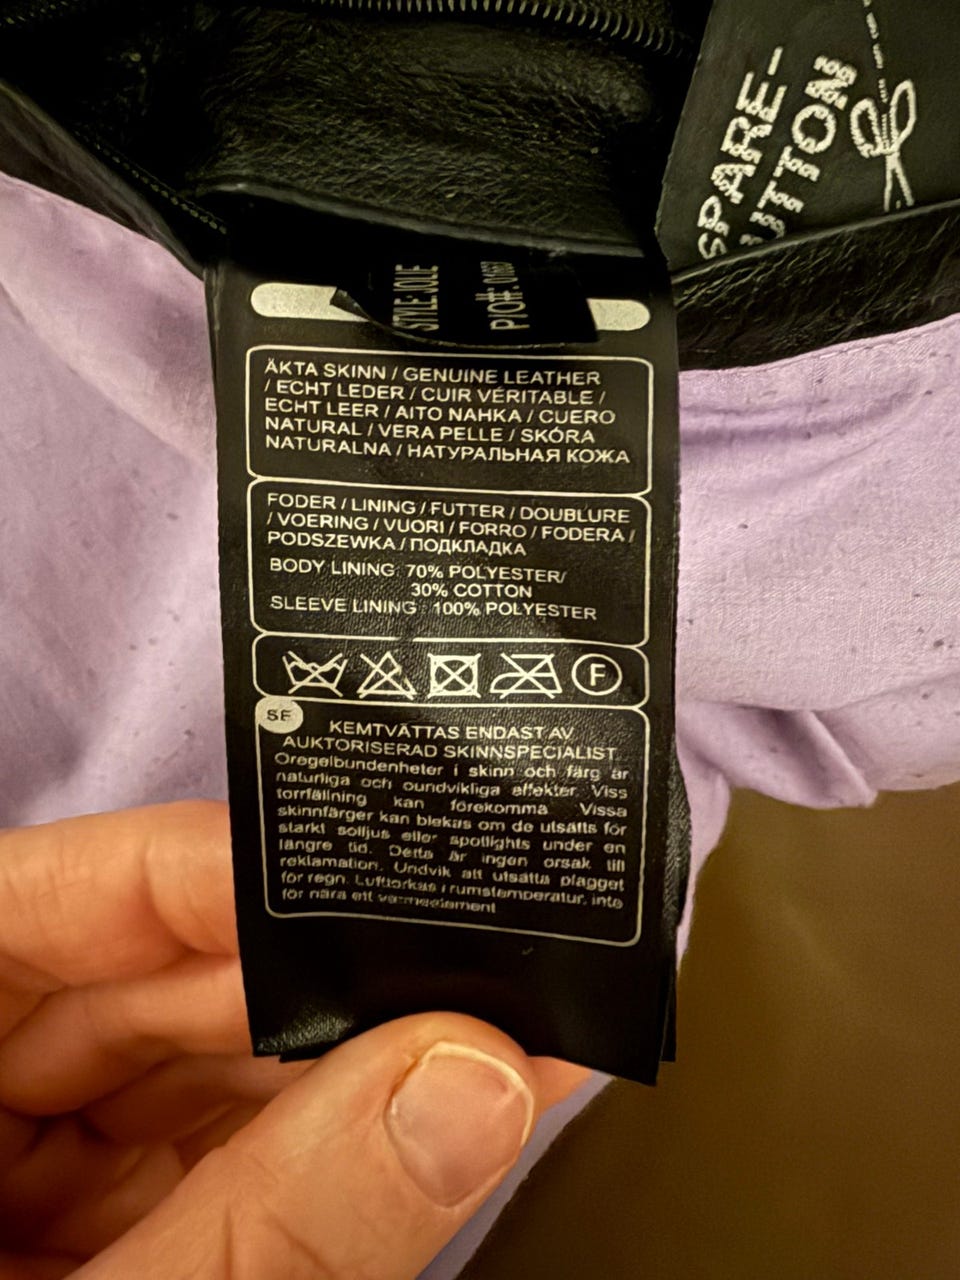 SPARE-
STYLE: JOLIE
ÄKTA SKINN / GENUINE LEATHER
/ ECHT LEDER / CUIR VÉRITABLE /
ECHT LEER / AITO NAHKA / CUERO
NATURAL / VERA PELLE / SKÓRA
NATURALNA / НАТУРАЛЬНАЯ КОЖА
FODER / LINING / FUTTER / DOUBLURE
/ VOERING / VUORI / FORRO / FODERA /
PODSZEWKA / ПОДКЛАДКА
BODY LINING 70% POLYESTER/
30% COTTON
SLEEVE LINING 100% POLYESTER
F
SE
KEMTVÄTTAS ENDAST AV
AUKTORISERAD SKINNSPECIALIST.
Oregelbundenheter i skinn och färg är
naturliga och oundvikliga effekter. Viss
torrfällning kan förekomma Vissa
skinnfärger kan blekas om de utsätts för
starkt solljus eller spotlights under en
längre tid. Detta är ingen orsak till
reklamation. Undvik att utsätta plagget
för regn. Lufttorkas i rumstemperatur, inte
för nära ett värmeelement